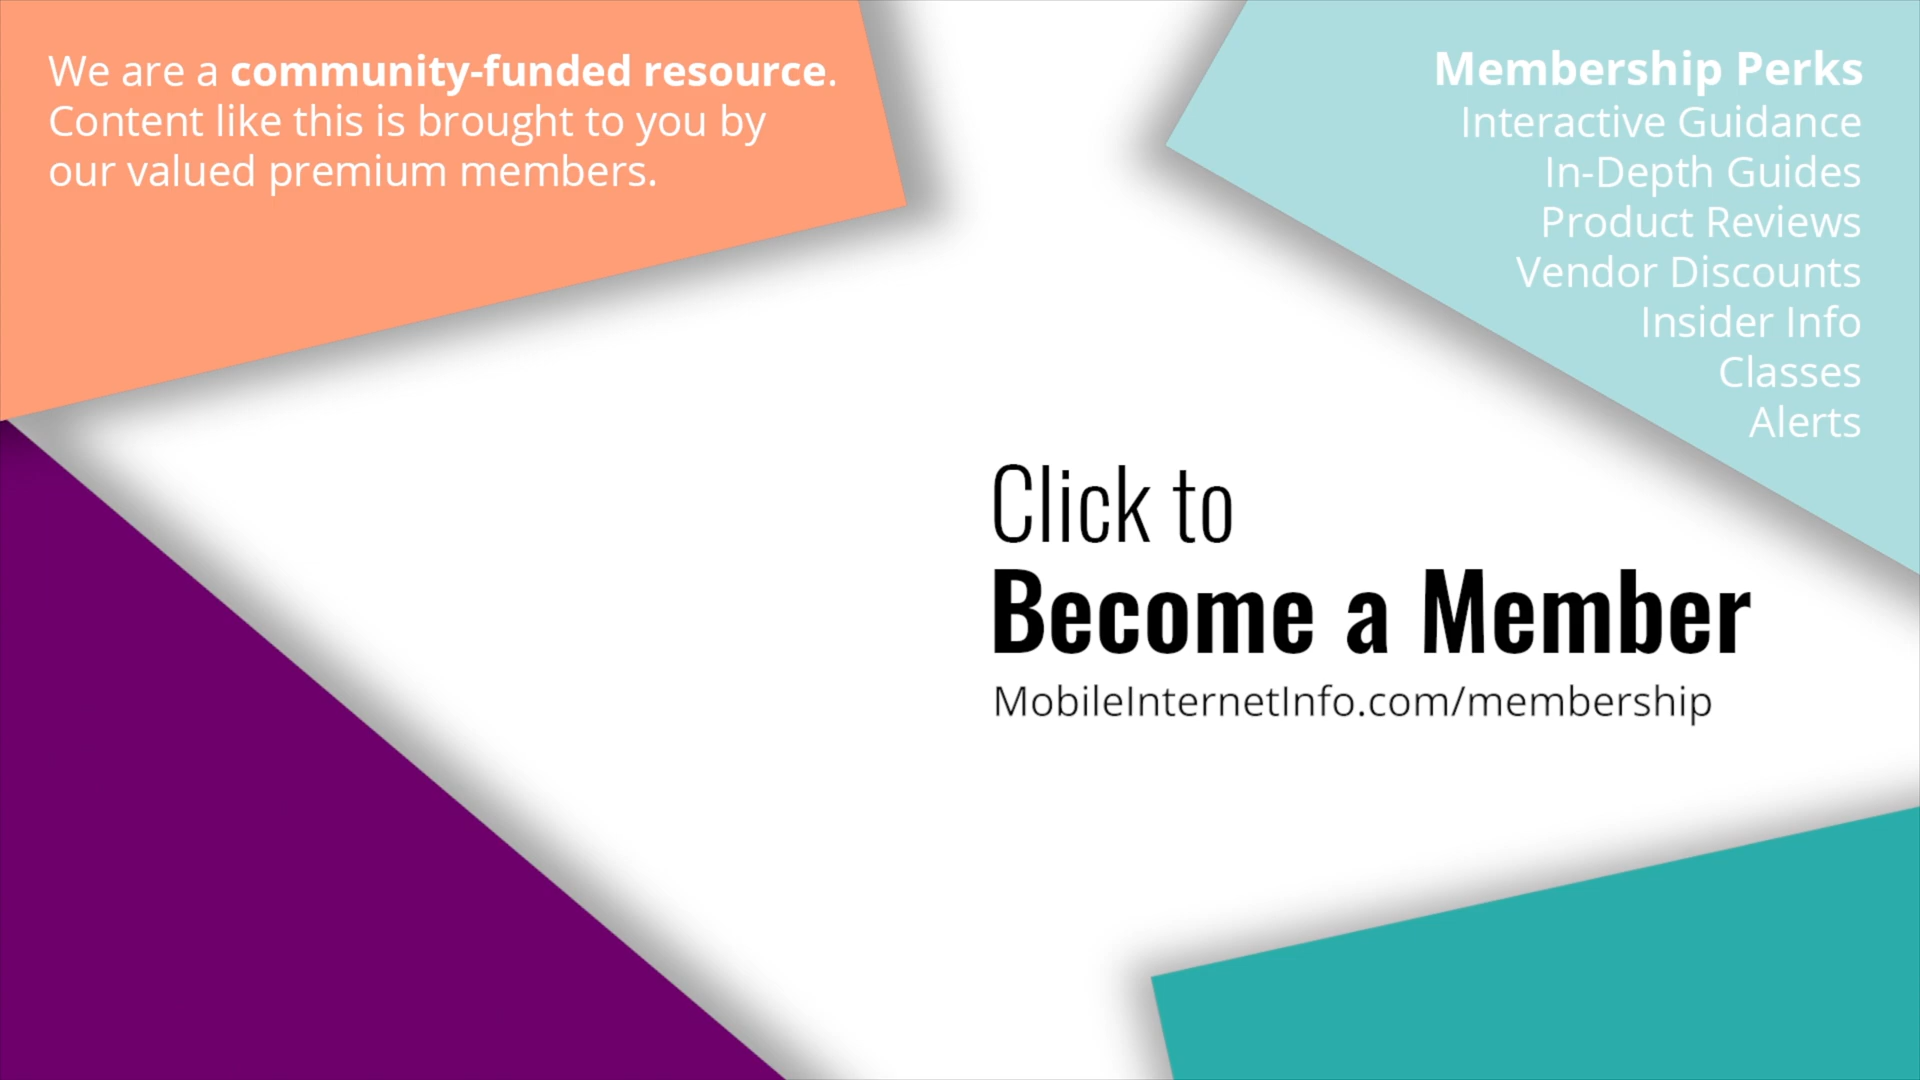 We are a community-funded resource.
Content like this is brought to you by
our valued premium members.
Membership Perks
Interactive Guidance
In-Depth Guides
Product Reviews
Vendor Discounts
Insider Info
Classes
Alerts
Click to
Become a Member
MobileInternetInfo.com/membership